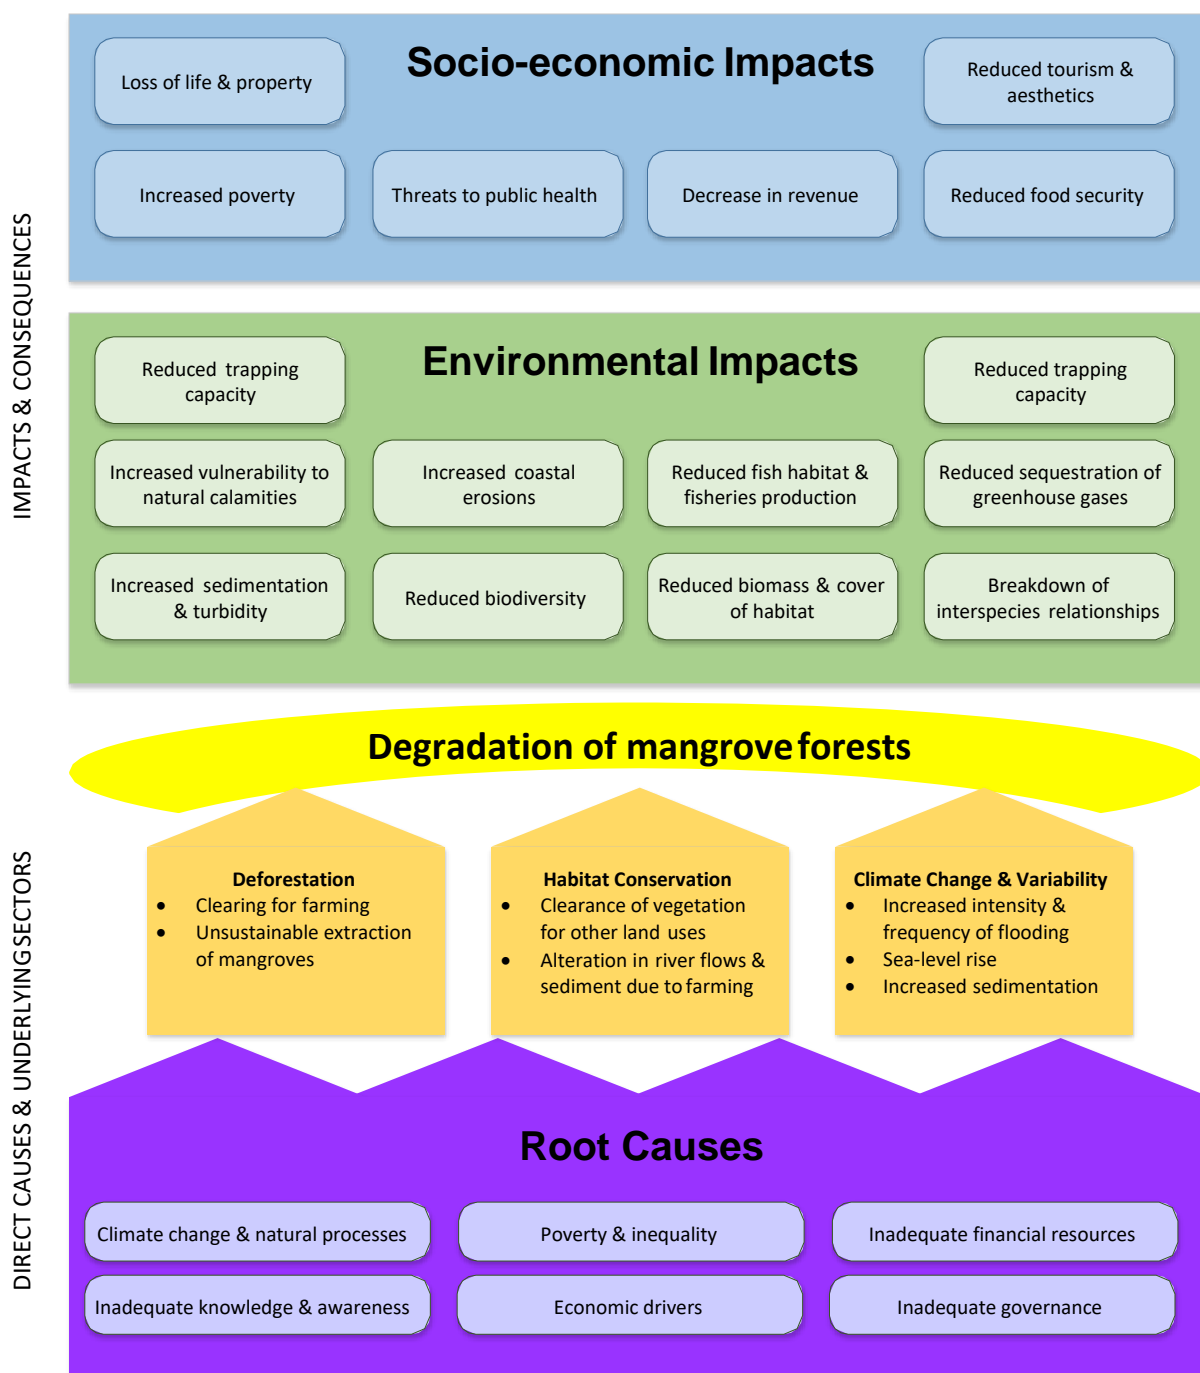 IMPACTS & CONSEQUENCES
Socio-economic Impacts
Loss of life & property
Reduced tourism &
aesthetics
Increased poverty
Threats to public health
Decrease in revenue
Reduced food security
Environmental Impacts
Reduced trapping
capacity
Reduced trapping
capacity
Increased vulnerability to
natural calamities
Increased coastal
erosions
Reduced fish habitat &
fisheries production
Reduced sequestration of
greenhouse gases
Increased sedimentation
& turbidity
Reduced biodiversity
Reduced biomass & cover
of habitat
Breakdown of
interspecies relationships
Degradation of mangrove forests
DIRECT CAUSES & UNDERLYING SECTORS
Deforestation
• Clearing for farming
• Unsustainable extraction
of mangroves
Habitat Conservation
• Clearance of vegetation
for other land uses
• Alteration in river flows &
sediment due to farming
Climate Change & Variability
• Increased intensity &
frequency of flooding
• Sea-level rise
• Increased sedimentation
Root Causes
Climate change & natural processes
Poverty & inequality
Inadequate financial resources
Inadequate knowledge & awareness
Economic drivers
Inadequate governance